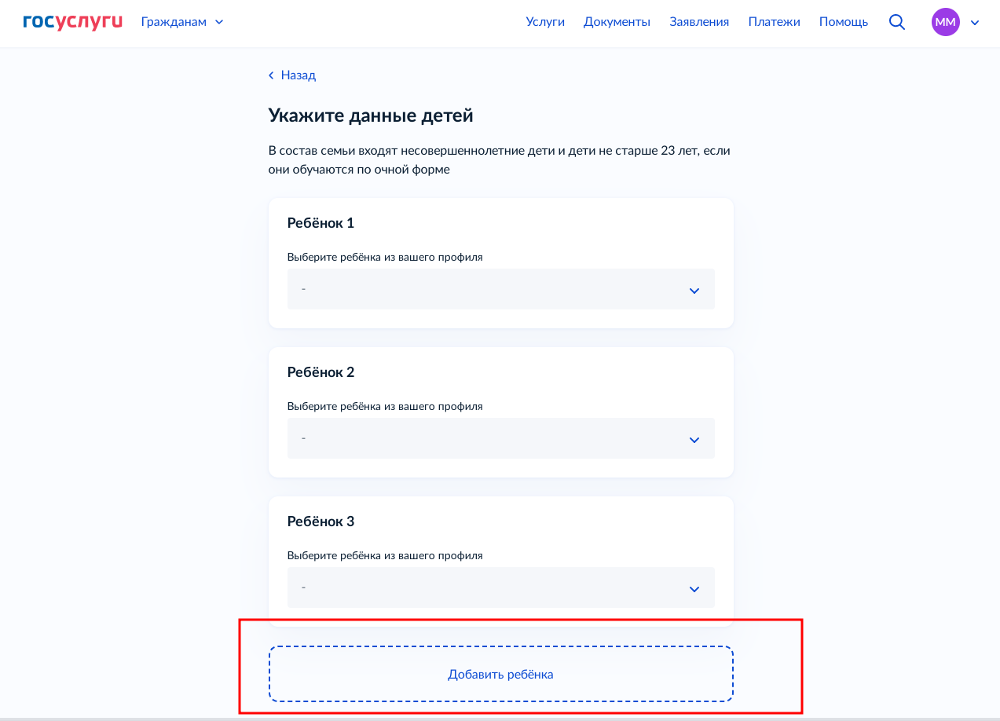 госуслуги Гражданам Услуги Документы Заявления Платежи Помощь ММ
Назад
Укажите данные детей
В состав семьи входят несовершеннолетние дети и дети не старше 23 лет, если
они обучаются по очной форме
Ребёнок 1
Выберите ребёнка из вашего профиля
-
Ребёнок 2
Выберите ребёнка из вашего профиля
-
Ребёнок 3
Выберите ребёнка из вашего профиля
-
Добавить ребёнка